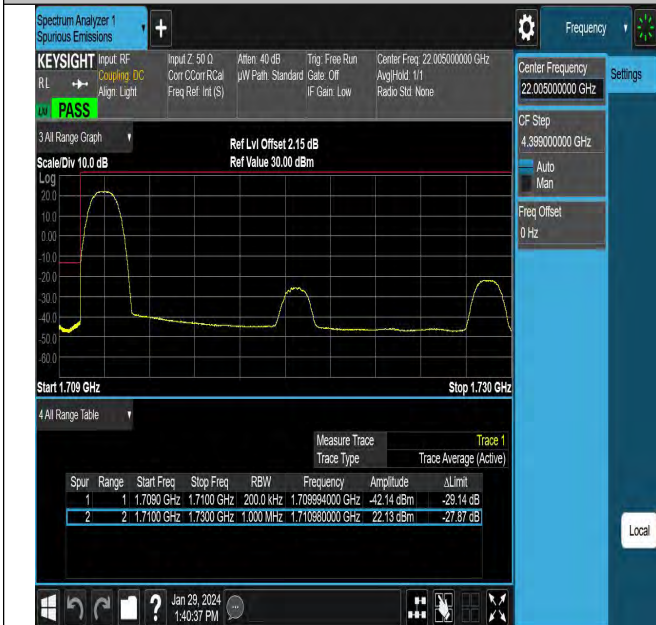 Spectrum Analyzer 1
Spurious Emissions
+
Frequency
KEYSIGHT Input: RF
Coupling: DC
Align: Light
RL
PASS
Input Z: 50 Ω
Corr CCorr RCal
Freq Ref: Int (S)
Atten: 40 dB
µW Path: Standard
Trig: Free Run
Gate: Off
IF Gain: Low
Center Freq: 22.005000000 GHz
Avg|Hold: 1/1
Radio Std: None
Center Frequency
22.005000000 GHz
Settings
CF Step
4.399000000 GHz
Auto
Man
Freq Offset
0 Hz
Local
3 All Range Graph
Scale/Div 10.0 dB
Ref Lvl Offset 2.15 dB
Ref Value 30.00 dBm
Log
20.0
10.0
0.00
-10.0
-20.0
-30.0
-40.0
-50.0
-60.0
Start 1.709 GHz Stop 1.730 GHz
4 All Range Table
Measure Trace Trace 1
Trace Type Trace Average (Active)
Spur Range Start Freq Stop Freq RBW Frequency Amplitude ΔLimit
1 1 1.7090 GHz 1.7100 GHz 200.0 kHz 1.709994000 GHz -42.14 dBm -29.14 dB
2 2 1.7100 GHz 1.7300 GHz 1.000 MHz 1.710980000 GHz 22.13 dBm -27.87 dB
?
Jan 29, 2024
1:40:37 PM